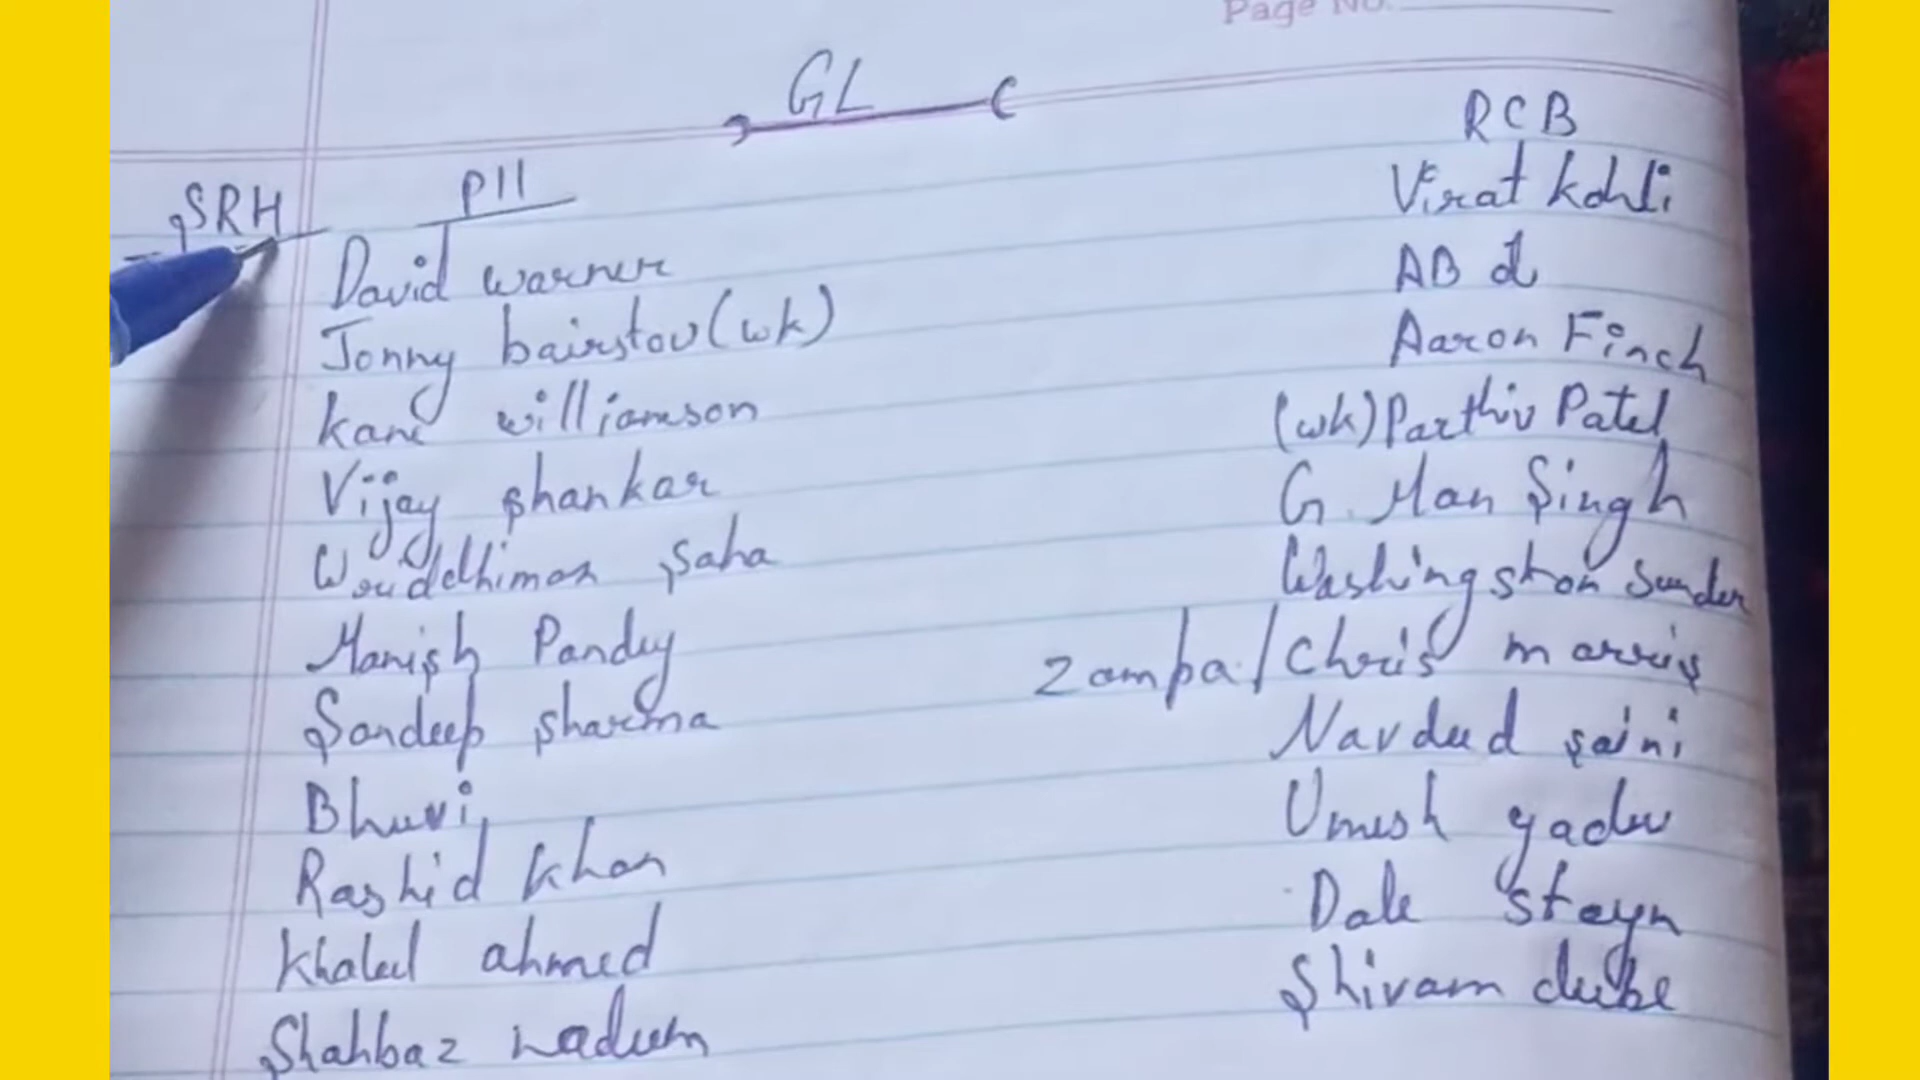 Page No.
GL
SRH P11
David warner
Jonny bairstow (wk)
Kane williamson
Vijay shankar
Wruddhiman saha
Manish Pandey
Sandeep sharma
Bhuvi
Rashid khan
Khaleel ahmed
Shahbaz nadeem
RCB
Virat Kohli
AB d
Aaron Finch
(wk) Parthiv Patel
G. Man Singh
Washingston Sunder
zampa/Chris morris
Navdeed saini
Umesh yadav
Dale steyn
Shivam dube